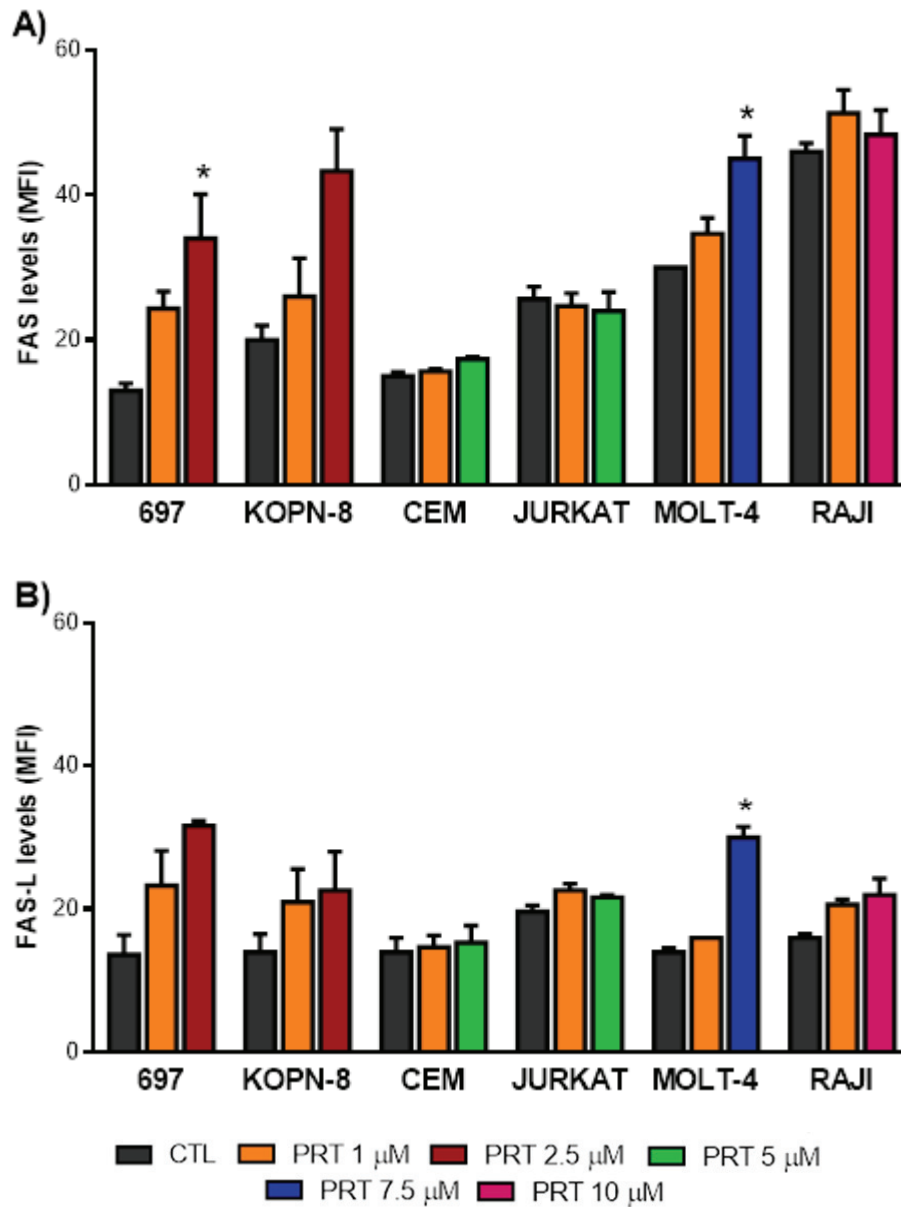 A)
FAS levels (MFI)
60
40
20
0
* * 
697 KOPN-8 CEM JURKAT MOLT-4 RAJI
B)
FAS-L levels (MFI)
60
40
20
0
*
697 KOPN-8 CEM JURKAT MOLT-4 RAJI
CTL PRT 1 μM PRT 2.5 μM PRT 5 μM
PRT 7.5 μM PRT 10 μM